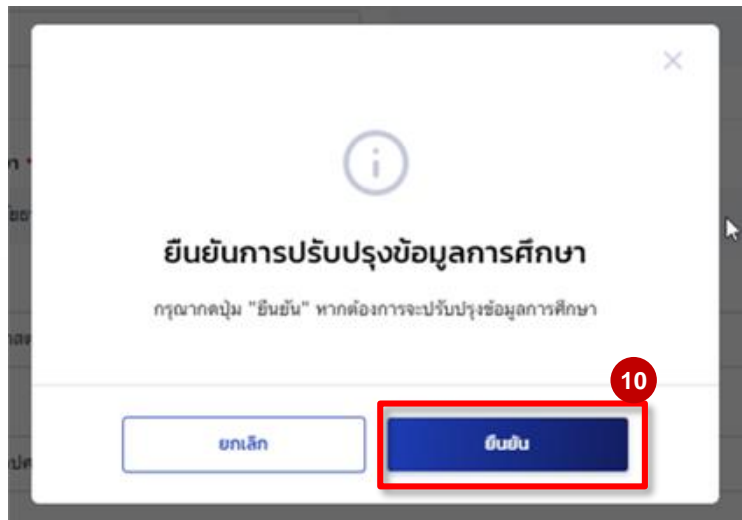 ยืนยันการปรับปรุงข้อมูลการศึกษา
กรุณากดปุ่ม "ยืนยัน" หากต้องการจะปรับปรุงข้อมูลการศึกษา
10
ยกเลิก
ยืนยัน